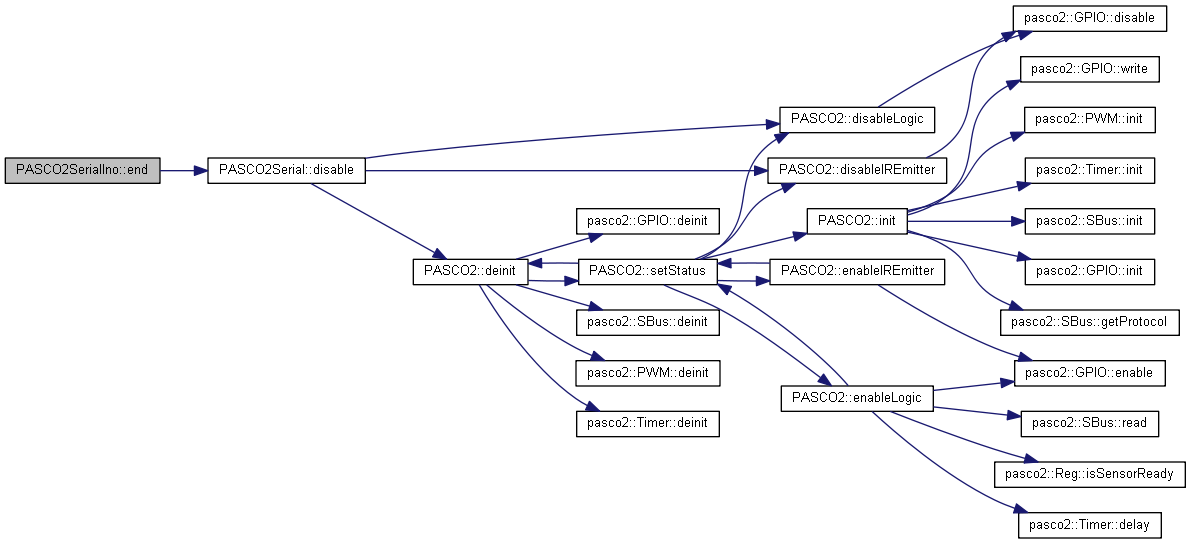 PASCO2SerialIno::end
PASCO2Serial::disable
PASCO2::deinit
pasco2::GPIO::deinit
PASCO2::setStatus
pasco2::SBus::deinit
pasco2::PWM::deinit
pasco2::Timer::deinit
PASCO2::disableLogic
PASCO2::disableIREmitter
PASCO2::init
PASCO2::enableIREmitter
PASCO2::enableLogic
pasco2::GPIO::disable
pasco2::GPIO::write
pasco2::PWM::init
pasco2::Timer::init
pasco2::SBus::init
pasco2::GPIO::init
pasco2::SBus::getProtocol
pasco2::GPIO::enable
pasco2::SBus::read
pasco2::Reg::isSensorReady
pasco2::Timer::delay